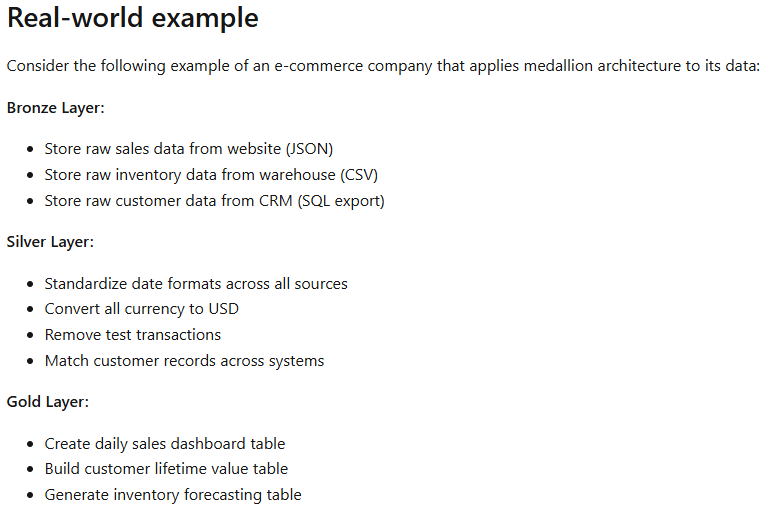 Real-world example
Consider the following example of an e-commerce company that applies medallion architecture to its data:
Bronze Layer:
• Store raw sales data from website (JSON)
• Store raw inventory data from warehouse (CSV)
• Store raw customer data from CRM (SQL export)
Silver Layer:
• Standardize date formats across all sources
• Convert all currency to USD
• Remove test transactions
• Match customer records across systems
Gold Layer:
• Create daily sales dashboard table
• Build customer lifetime value table
• Generate inventory forecasting table